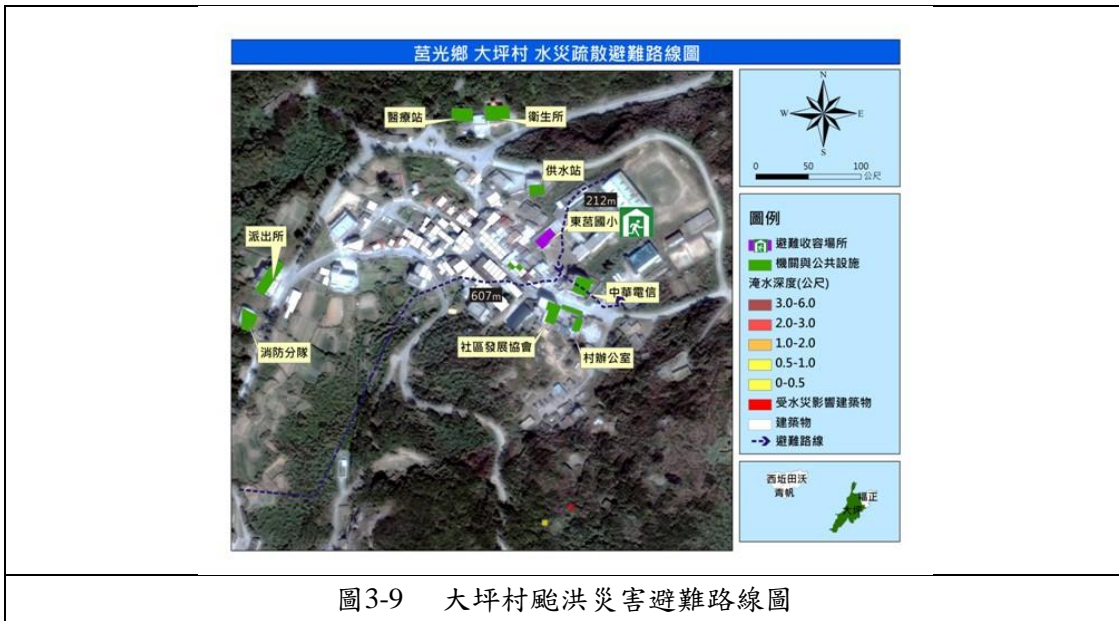 莒光鄉 大坪村 水災疏散避難路線圖
醫療站
衛生所
供水站
212m
東莒國小
派出所
607m
中華電信
消防分隊
社區發展協會
村辦公室
N
W
E
S
0 50 100
公尺
圖例
避難收容場所
機關與公共設施
淹水深度(公尺)
3.0-6.0
2.0-3.0
1.0-2.0
0.5-1.0
0-0.5
受水災影響建築物
建築物
避難路線
西坵田沃
青帆
福正
大坪
圖3-9 大坪村颱洪災害避難路線圖